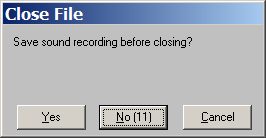 Close File
Save sound recording before closing?
Yes
No (11)
Cancel